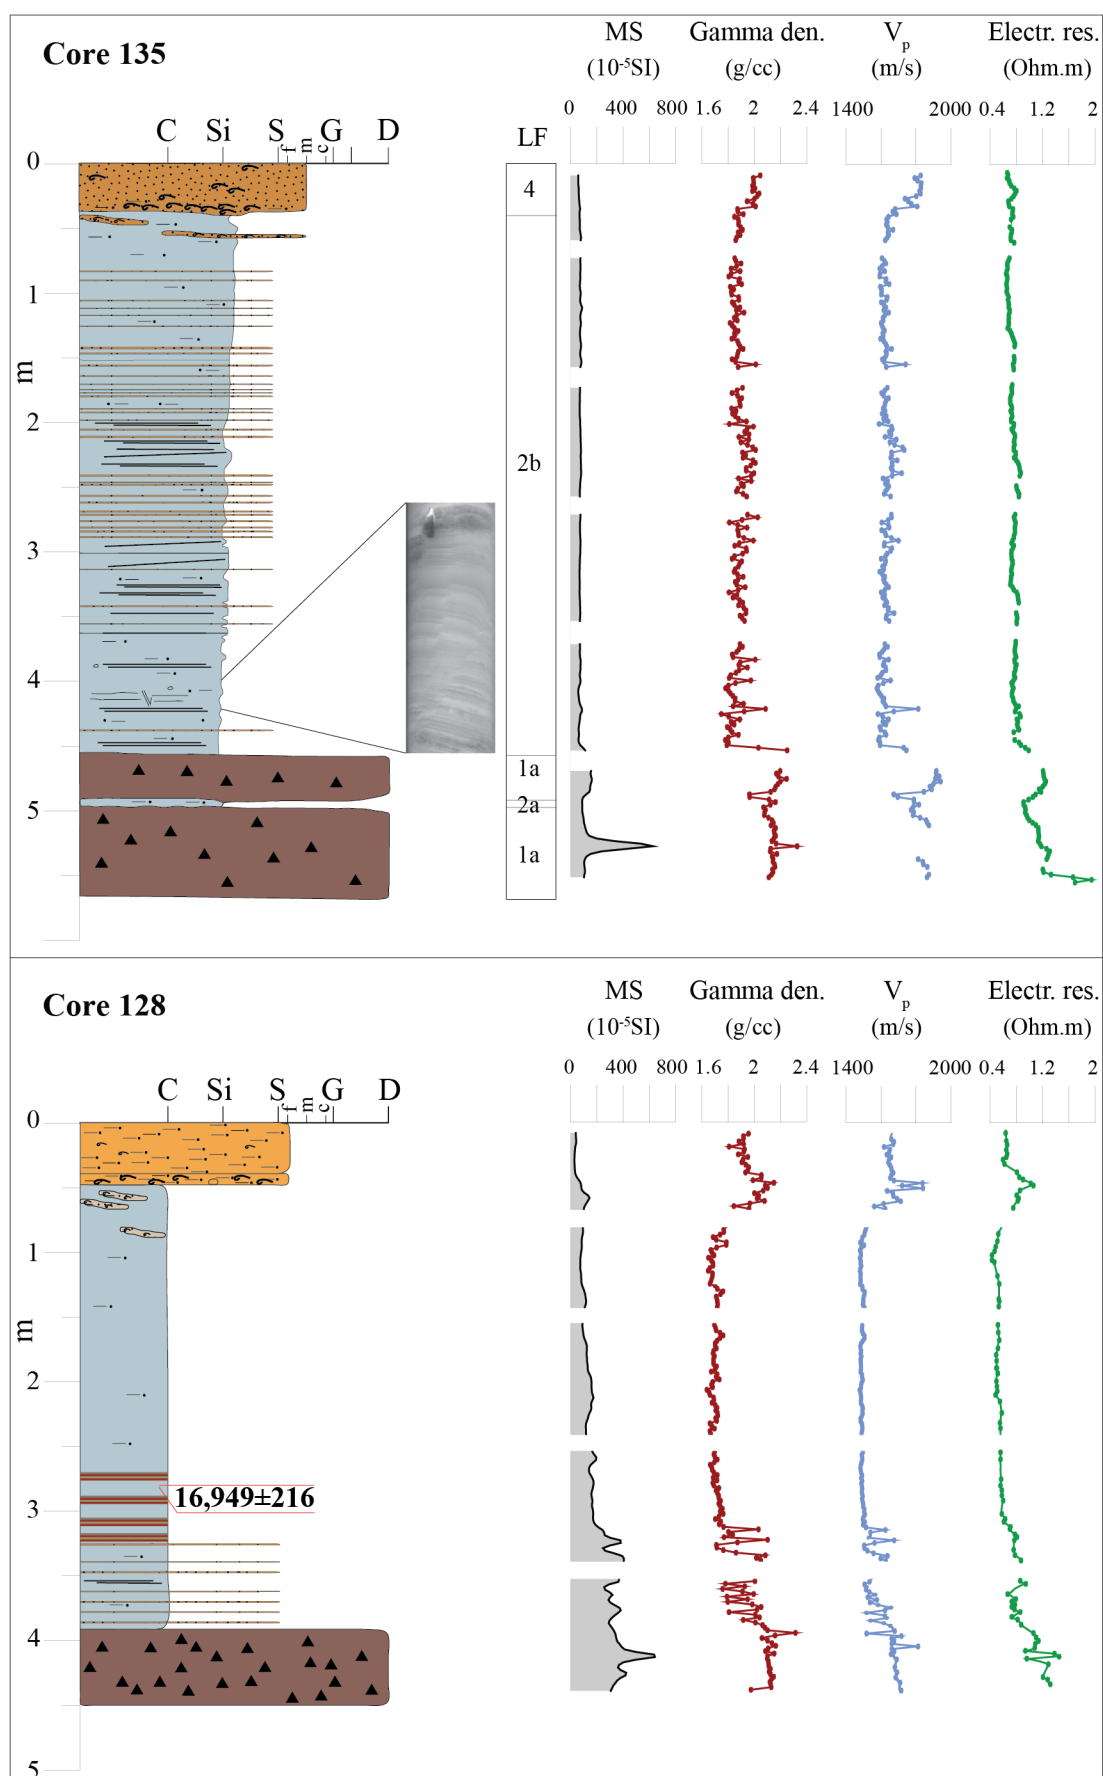 Core 135
MS Gamma den. Vp Electr. res.
(10-5SI) (g/cc) (m/s) (Ohm.m)
0 400 800 1.6 2 2.4 1400 2000 0.4 1.2 2
C Si S f m c G D
LF
0
4
1
m
2
2b
3
4
1a
5
2a
1a
Core 128
MS Gamma den. Vp Electr. res.
(10-5SI) (g/cc) (m/s) (Ohm.m)
0 400 800 1.6 2 2.4 1400 2000 0.4 1.2 2
C Si S f m c G D
0
1
m
2
16,949±216
3
4
5